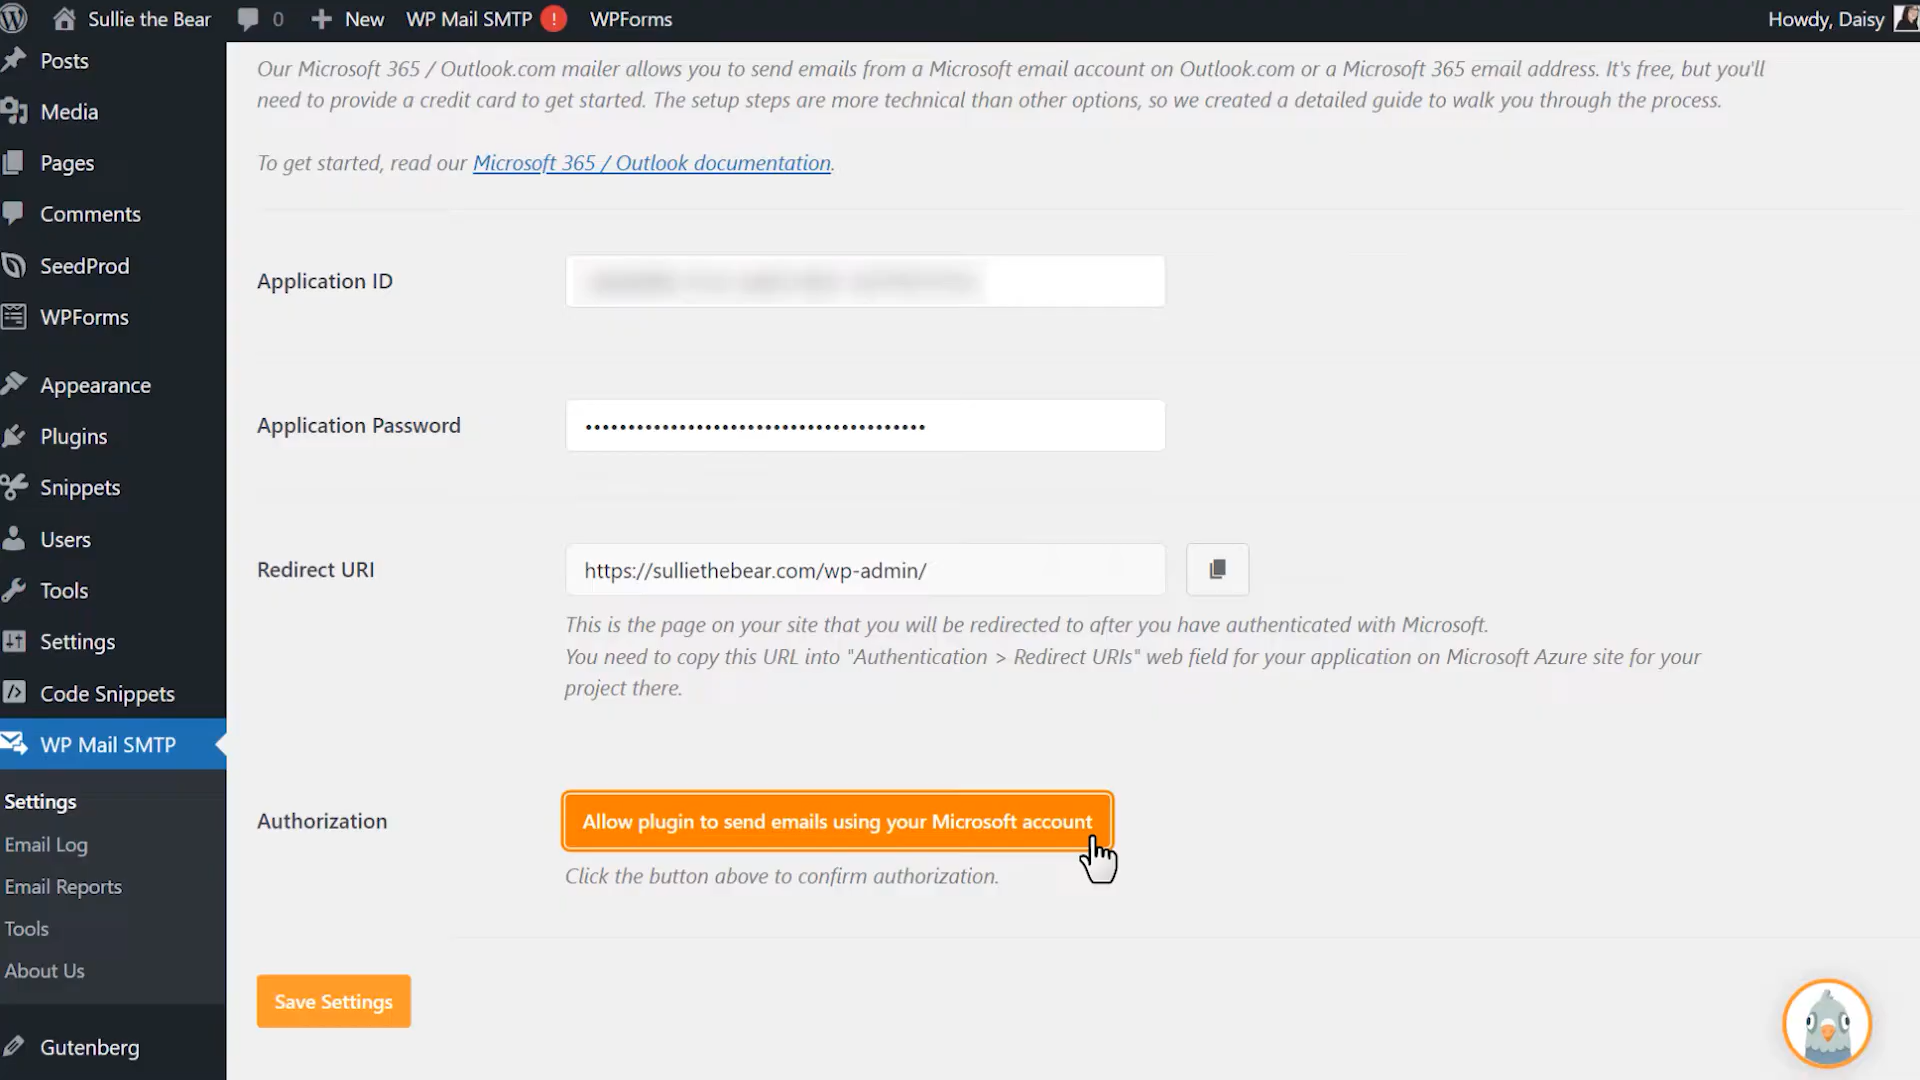 Sullie the Bear
0
New
WP Mail SMTP
!
WPForms
Howdy, Daisy
Posts
Media
Pages
Comments
SeedProd
WPForms
Appearance
Plugins
Snippets
Users
Tools
Settings
Code Snippets
WP Mail SMTP
Settings
Email Log
Email Reports
Tools
About Us
Gutenberg
Our Microsoft 365 / Outlook.com mailer allows you to send emails from a Microsoft email account on Outlook.com or a Microsoft 365 email address. It's free, but you'll
need to provide a credit card to get started. The setup steps are more technical than other options, so we created a detailed guide to walk you through the process.
To get started, read our Microsoft 365 / Outlook documentation.
Application ID
Application Password
••••••••••••••••••••••••••••••••••••••••
Redirect URI
https://sulliethebear.com/wp-admin/
This is the page on your site that you will be redirected to after you have authenticated with Microsoft.
You need to copy this URL into "Authentication > Redirect URIs" web field for your application on Microsoft Azure site for your
project there.
Authorization
Allow plugin to send emails using your Microsoft account
Click the button above to confirm authorization.
Save Settings